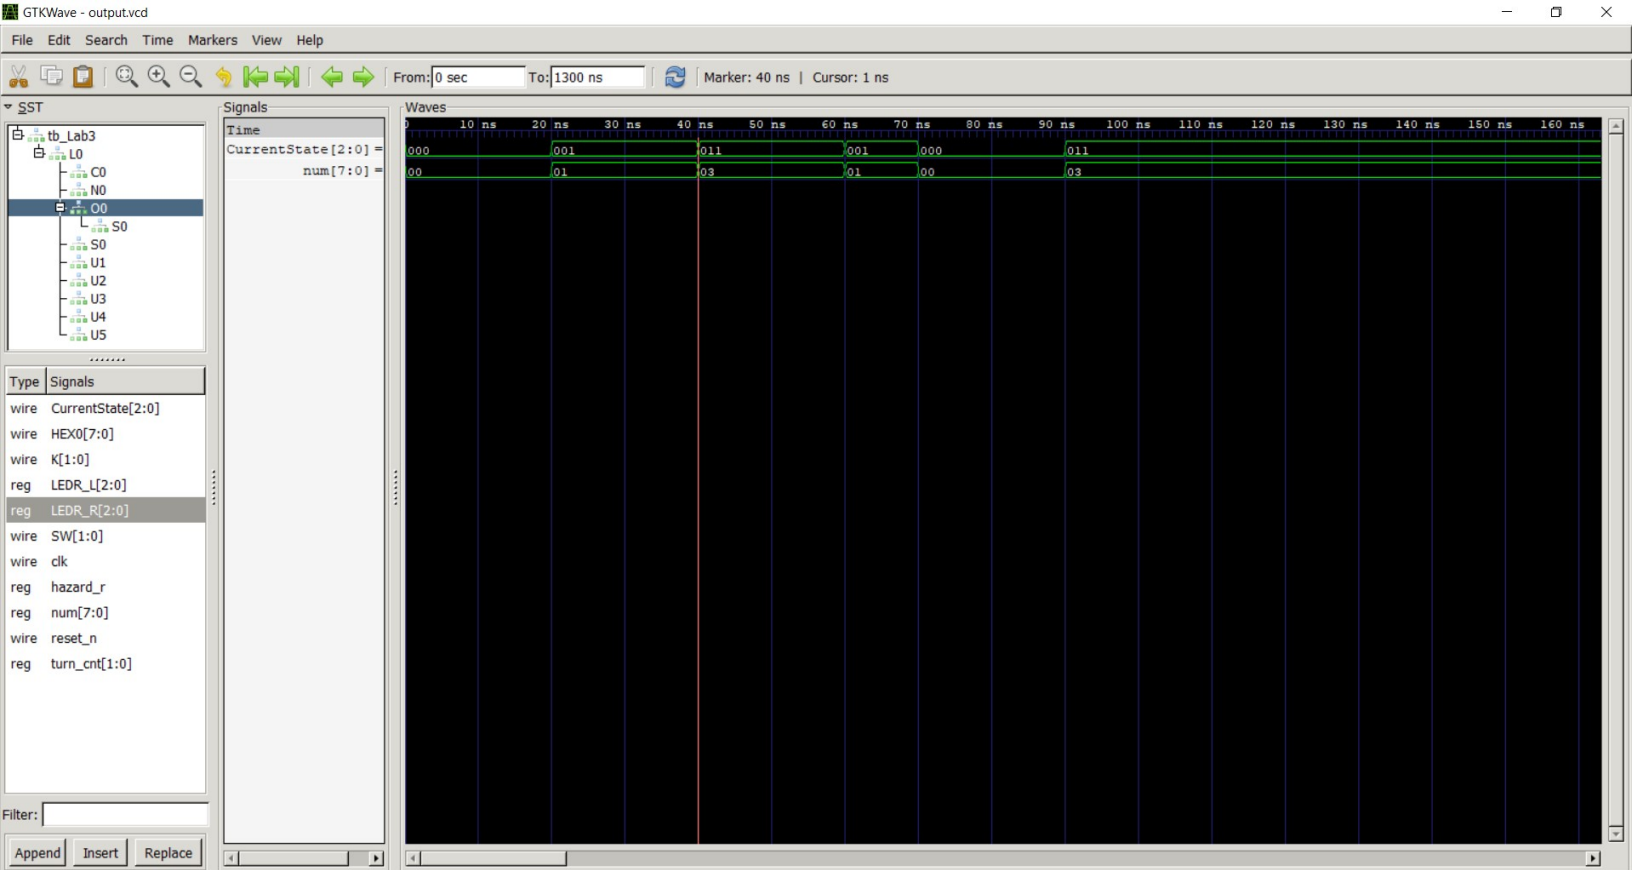 GTKWave - output.vcd
File Edit Search Time Markers View Help
From: 0 sec To: 1300 ns Marker: 40 ns | Cursor: 1 ns
SST
tb_Lab3
L0
C0
N0
O0
S0
S0
U1
U2
U3
U4
U5
Type Signals
wire CurrentState[2:0]
wire HEX0[7:0]
wire K[1:0]
reg LEDR_L[2:0]
reg LEDR_R[2:0]
wire SW[1:0]
wire clk
reg hazard_r
reg num[7:0]
wire reset_n
reg turn_cnt[1:0]
Filter:
Append Insert Replace
Signals
Time
CurrentState[2:0] =
num[7:0] =
Waves
0 10 ns 20 ns 30 ns 40 ns 50 ns 60 ns 70 ns 80 ns 90 ns 100 ns 110 ns 120 ns 130 ns 140 ns 150 ns 160 ns
000 001 011 001 000 011
00 01 03 01 00 03